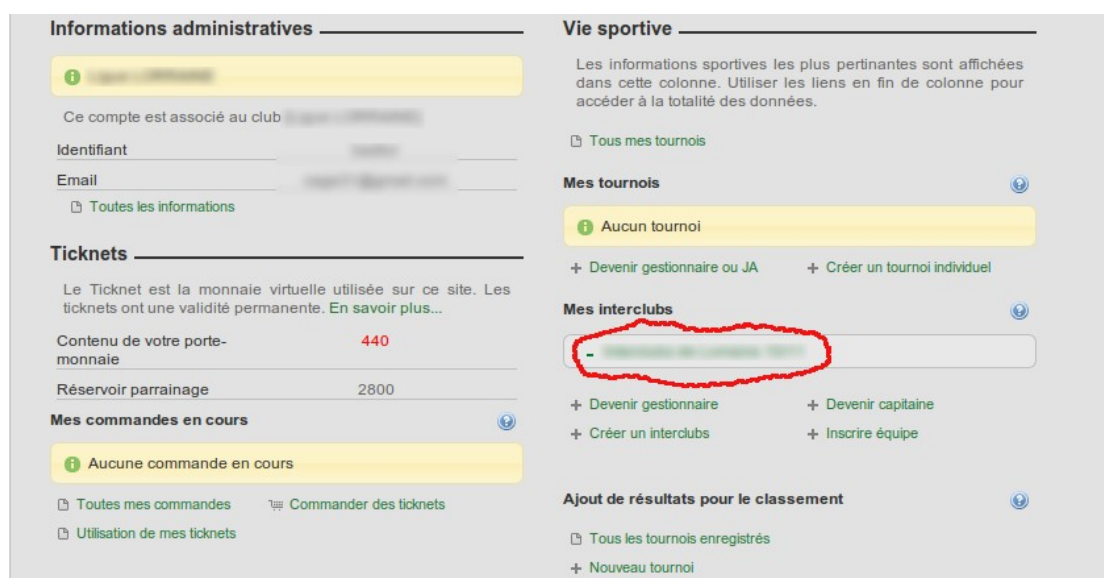 Informations administratives
Ce compte est associé au club
Identifiant
Email
Toutes les informations
Ticknets
Le Ticknet est la monnaie virtuelle utilisée sur ce site. Les
ticknets ont une validité permanente. En savoir plus...
Contenu de votre porte-
monnaie 440
Réservoir parrainage 2800
Mes commandes en cours
Aucune commande en cours
Toutes mes commandes Commander des ticknets
Utilisation de mes ticknets
Vie sportive
Les informations sportives les plus pertinantes sont affichées
dans cette colonne. Utiliser les liens en fin de colonne pour
accéder à la totalité des données.
Tous mes tournois
Mes tournois
Aucun tournoi
+ Devenir gestionnaire ou JA + Créer un tournoi individuel
Mes interclubs
-
+ Devenir gestionnaire + Devenir capitaine
+ Créer un interclubs + Inscrire équipe
Ajout de résultats pour le classement
Tous les tournois enregistrés
+ Nouveau tournoi